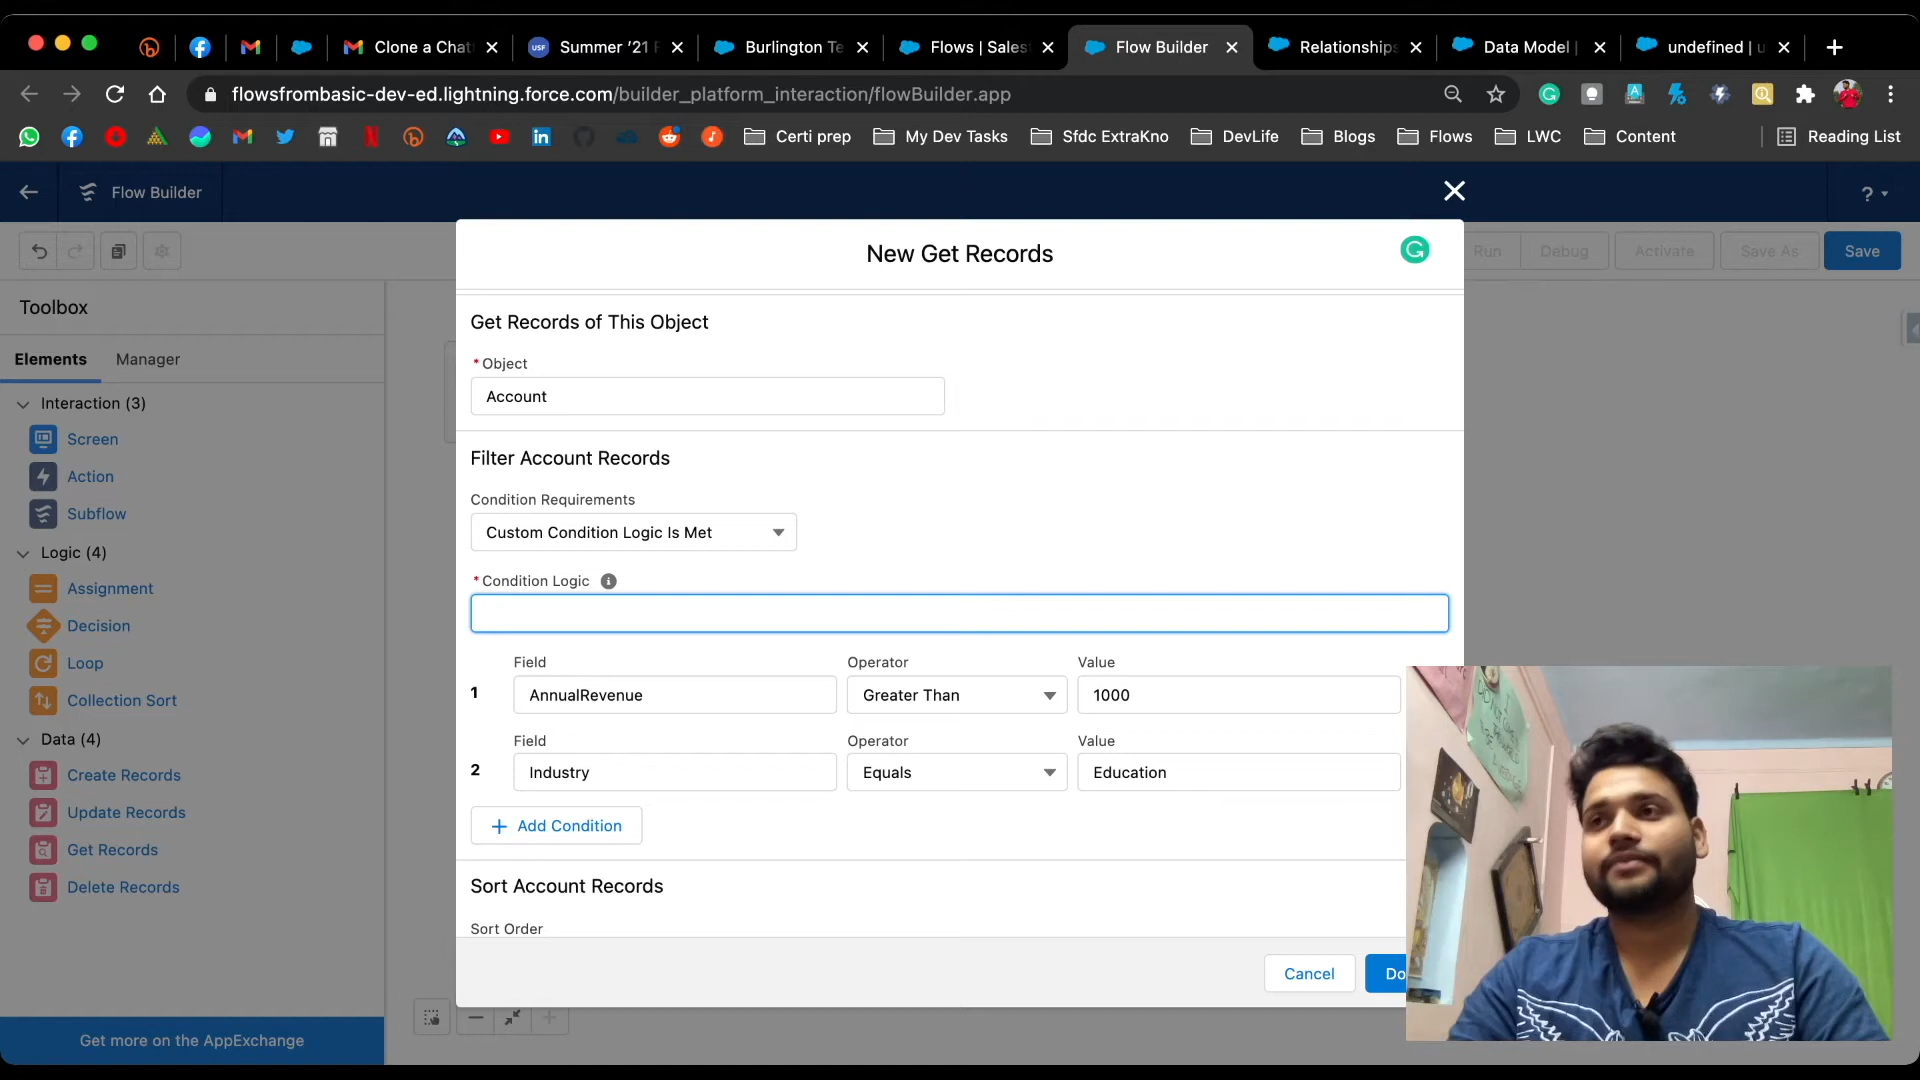 Clone a Chat
USF
Summer '21 F
Burlington Te
Flows | Sales
Flow Builder
Relationships
Data Model |
undefined | u
flowsfrombasic-dev-ed.lightning.force.com/builder_platform_interaction/flowBuilder.app
Certi prep
My Dev Tasks
Sfdc ExtraKno
DevLife
Blogs
Flows
LWC
Content
Reading List
Flow Builder
?
Run
Debug
Activate
Save As
Save
Toolbox
Elements
Manager
Interaction (3)
Screen
Action
Subflow
Logic (4)
Assignment
Decision
Loop
Collection Sort
Data (4)
Create Records
Update Records
Get Records
Delete Records
Get more on the AppExchange
New Get Records
Get Records of This Object
* Object
Account
Filter Account Records
Condition Requirements
Custom Condition Logic Is Met
* Condition Logic
Field
Operator
Value
1
AnnualRevenue
Greater Than
1000
Field
Operator
Value
2
Industry
Equals
Education
+ Add Condition
Sort Account Records
Sort Order
Cancel
Do